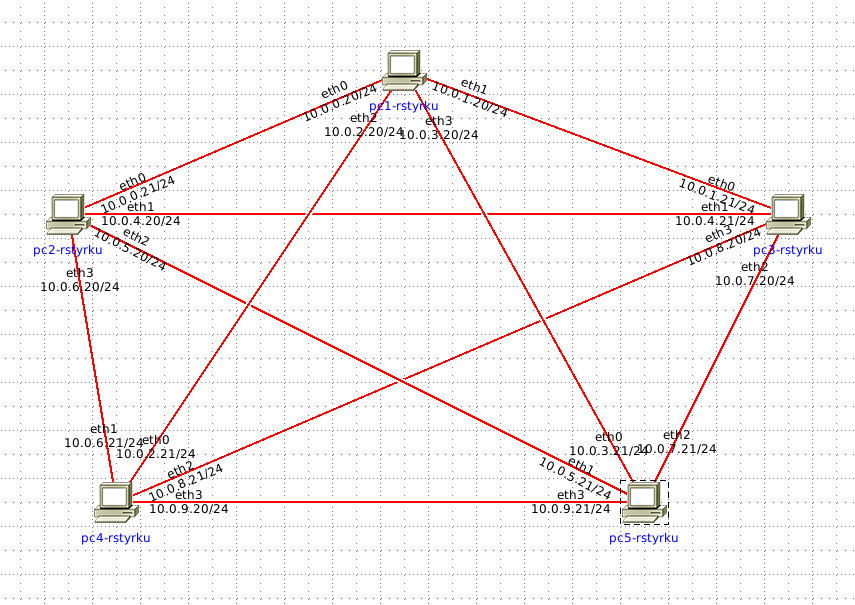 eth0
10.0.0.20/24
eth1
10.0.1.20/24
pc1-rstyrku
eth2
10.0.2.20/24
eth3
10.0.3.20/24
eth0
10.0.0.21/24
eth1
10.0.4.20/24
eth2
10.0.5.20/24
pc2-rstyrku
eth3
10.0.6.20/24
eth0
10.0.1.21/24
eth1
10.0.4.21/24
eth3
10.0.8.20/24
pc3-rstyrku
eth2
10.0.7.20/24
eth1
10.0.6.21/24
eth0
10.0.2.21/24
eth2
10.0.8.21/24
eth3
10.0.9.20/24
pc4-rstyrku
eth0
10.0.3.21/24
eth2
10.0.7.21/24
eth1
10.0.5.21/24
eth3
10.0.9.21/24
pc5-rstyrku